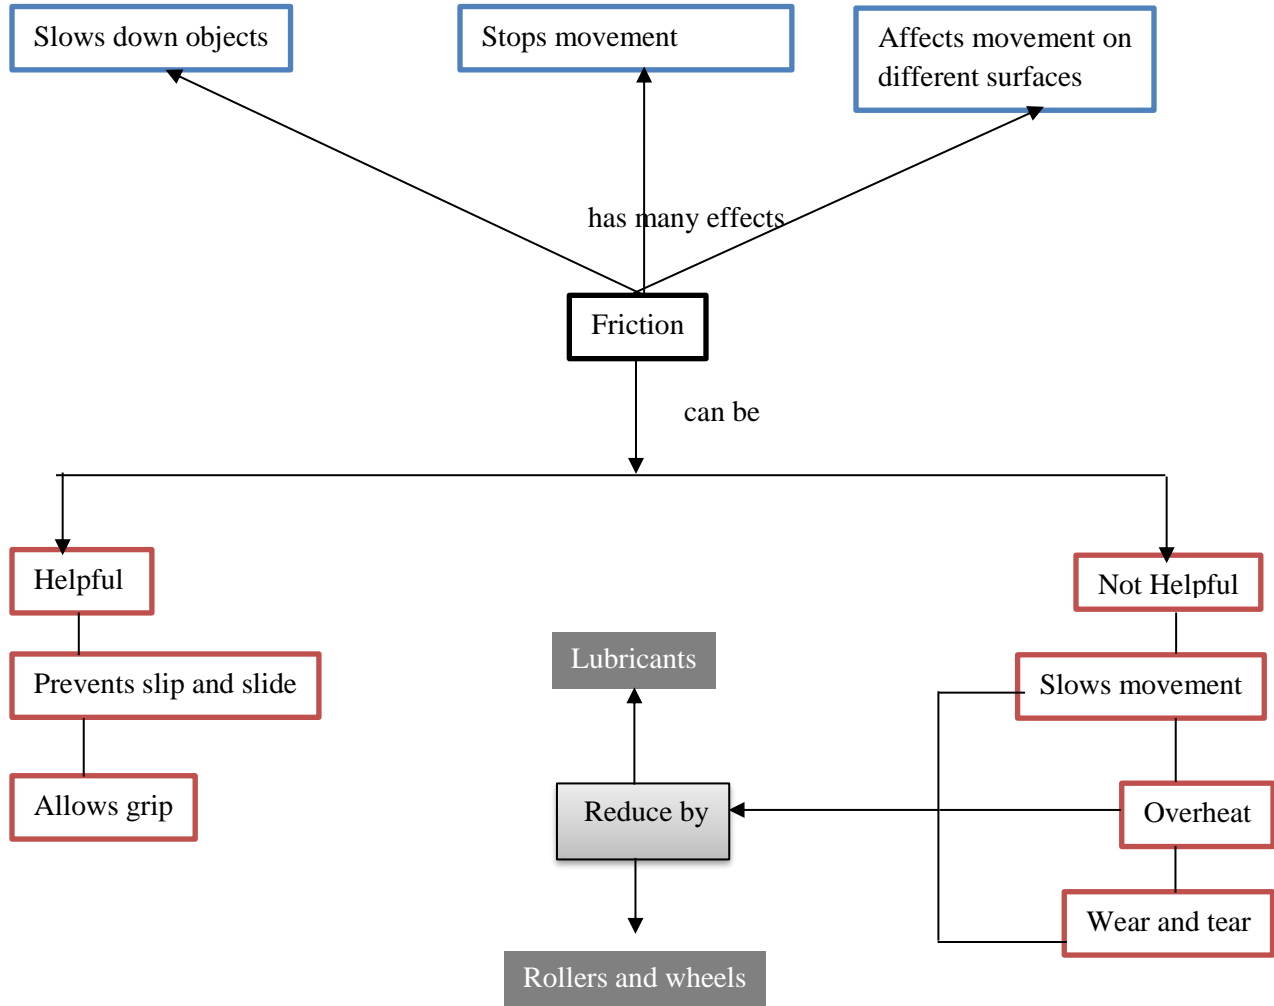 Slows down objects
Stops movement
Affects movement on
different surfaces
has many effects
Friction
can be
Helpful
Not Helpful
Prevents slip and slide
Lubricants
Slows movement
Allows grip
Reduce by
Overheat
Wear and tear
Rollers and wheels